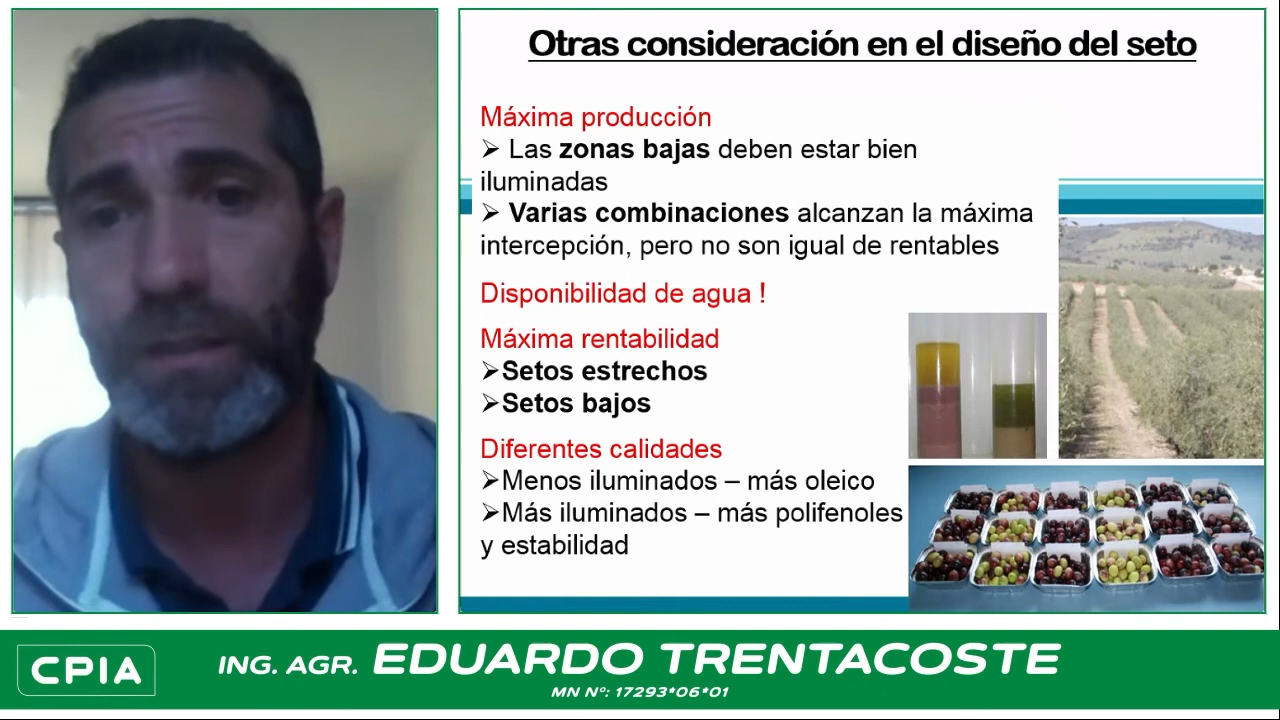 Otras consideración en el diseño del seto
Máxima producción
➢ Las zonas bajas deben estar bien
iluminadas
➢ Varias combinaciones alcanzan la máxima
intercepción, pero no son igual de rentables
Disponibilidad de agua !
Máxima rentabilidad
➢Setos estrechos
➢Setos bajos
Diferentes calidades
➢Menos iluminados – más oleico
➢Más iluminados – más polifenoles
y estabilidad
CPIA
ING. AGR. EDUARDO TRENTACOSTE
MN Nº: 17293*06*01